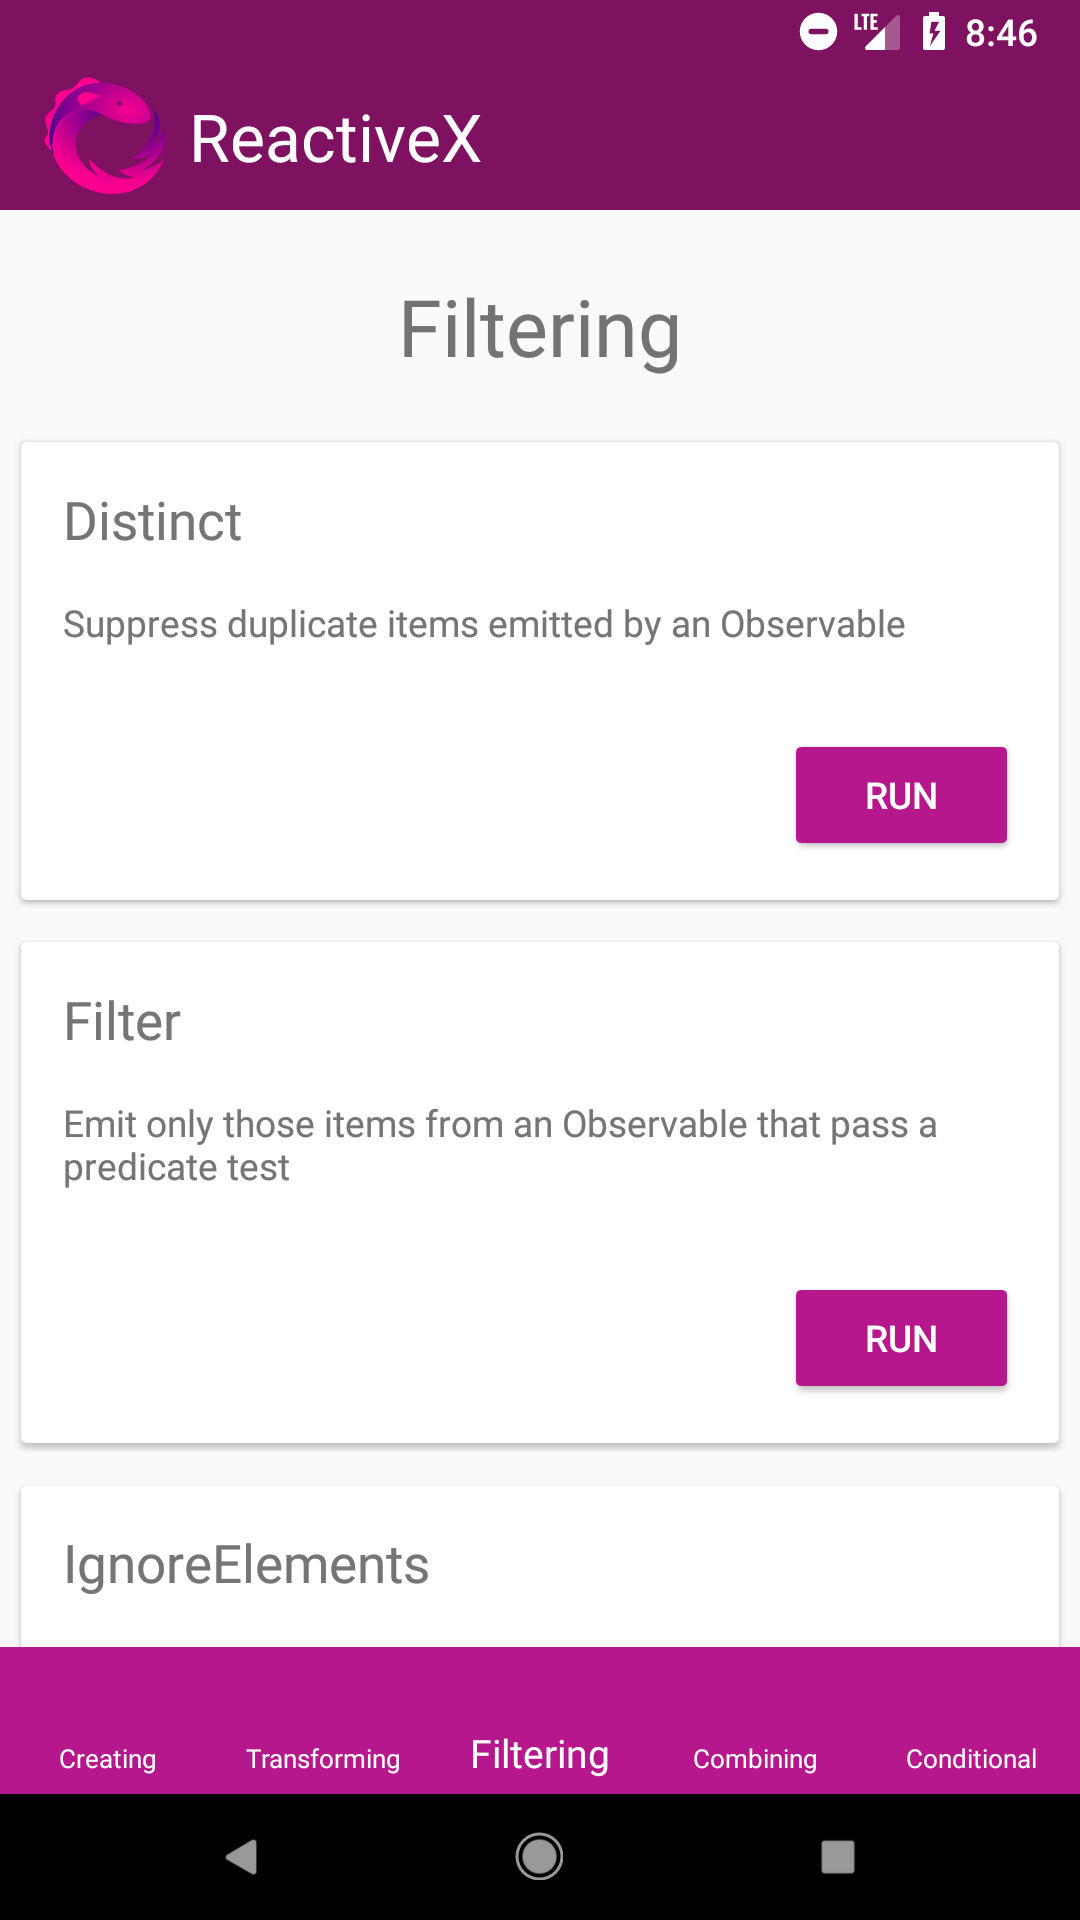 LTE 8:46
ReactiveX
Filtering
Distinct
Suppress duplicate items emitted by an Observable
RUN
Filter
Emit only those items from an Observable that pass a
predicate test
RUN
IgnoreElements
Creating Transforming Filtering Combining Conditional